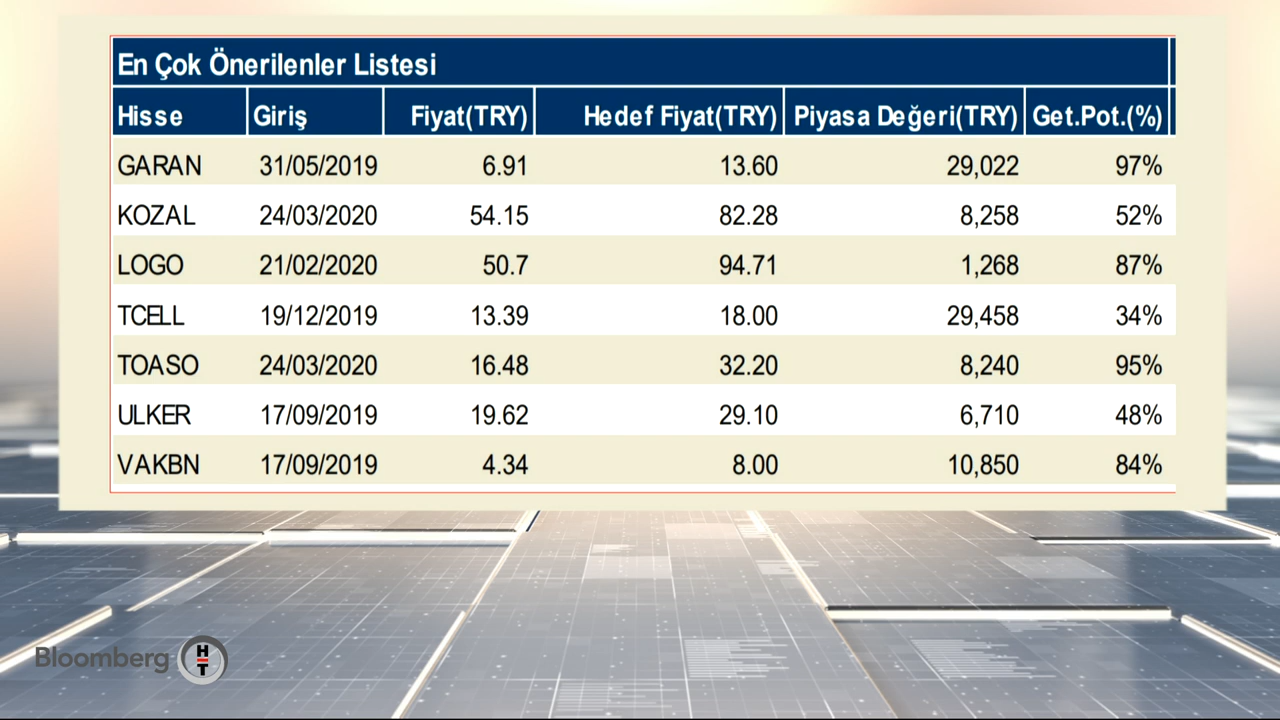 En Çok Önerilenler Listesi
Hisse Giriş Fiyat(TRY) Hedef Fiyat(TRY) Piyasa Değeri(TRY) Get.Pot.(%)
GARAN 31/05/2019 6.91 13.60 29,022 97%
KOZAL 24/03/2020 54.15 82.28 8,258 52%
LOGO 21/02/2020 50.7 94.71 1,268 87%
TCELL 19/12/2019 13.39 18.00 29,458 34%
TOASO 24/03/2020 16.48 32.20 8,240 95%
ULKER 17/09/2019 19.62 29.10 6,710 48%
VAKBN 17/09/2019 4.34 8.00 10,850 84%
Bloomberg HT